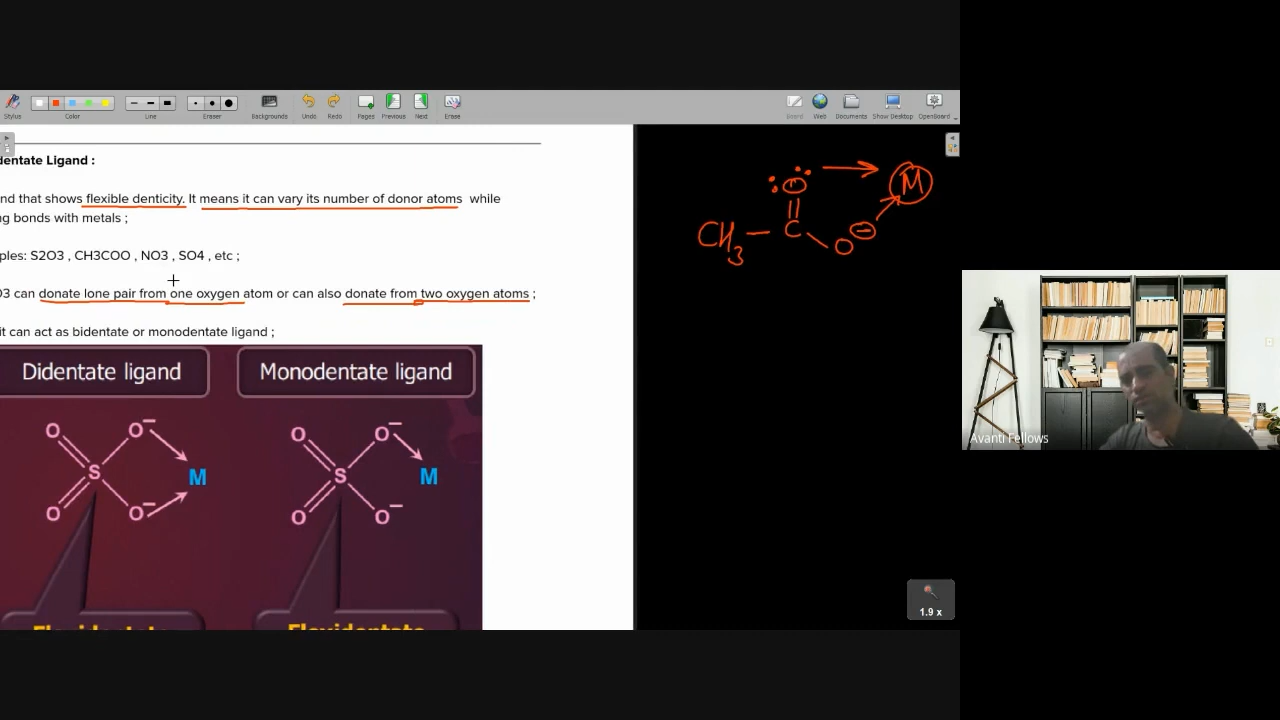 Stylus
Color
Line
Eraser
Backgrounds
Undo
Redo
Pages
Previous
Next
Erase
Board
Web
Documents
Show Desktop
OpenBoard
dentate Ligand :
nd that shows flexible denticity. It means it can vary its number of donor atoms while
ng bonds with metals ;
ples: S2O3 , CH3COO , NO3 , SO4 , etc ;
O3 can donate lone pair from one oxygen atom or can also donate from two oxygen atoms ;
it can act as bidentate or monodentate ligand ;
Didentate ligand
Monodentate ligand
O O⁻
S M
O O⁻
O O⁻
S M
O O⁻
Flexidentate
Flexidentate
:O: → M
||
CH3 – C
O ⊖
1.9 x
Avanti Fellows